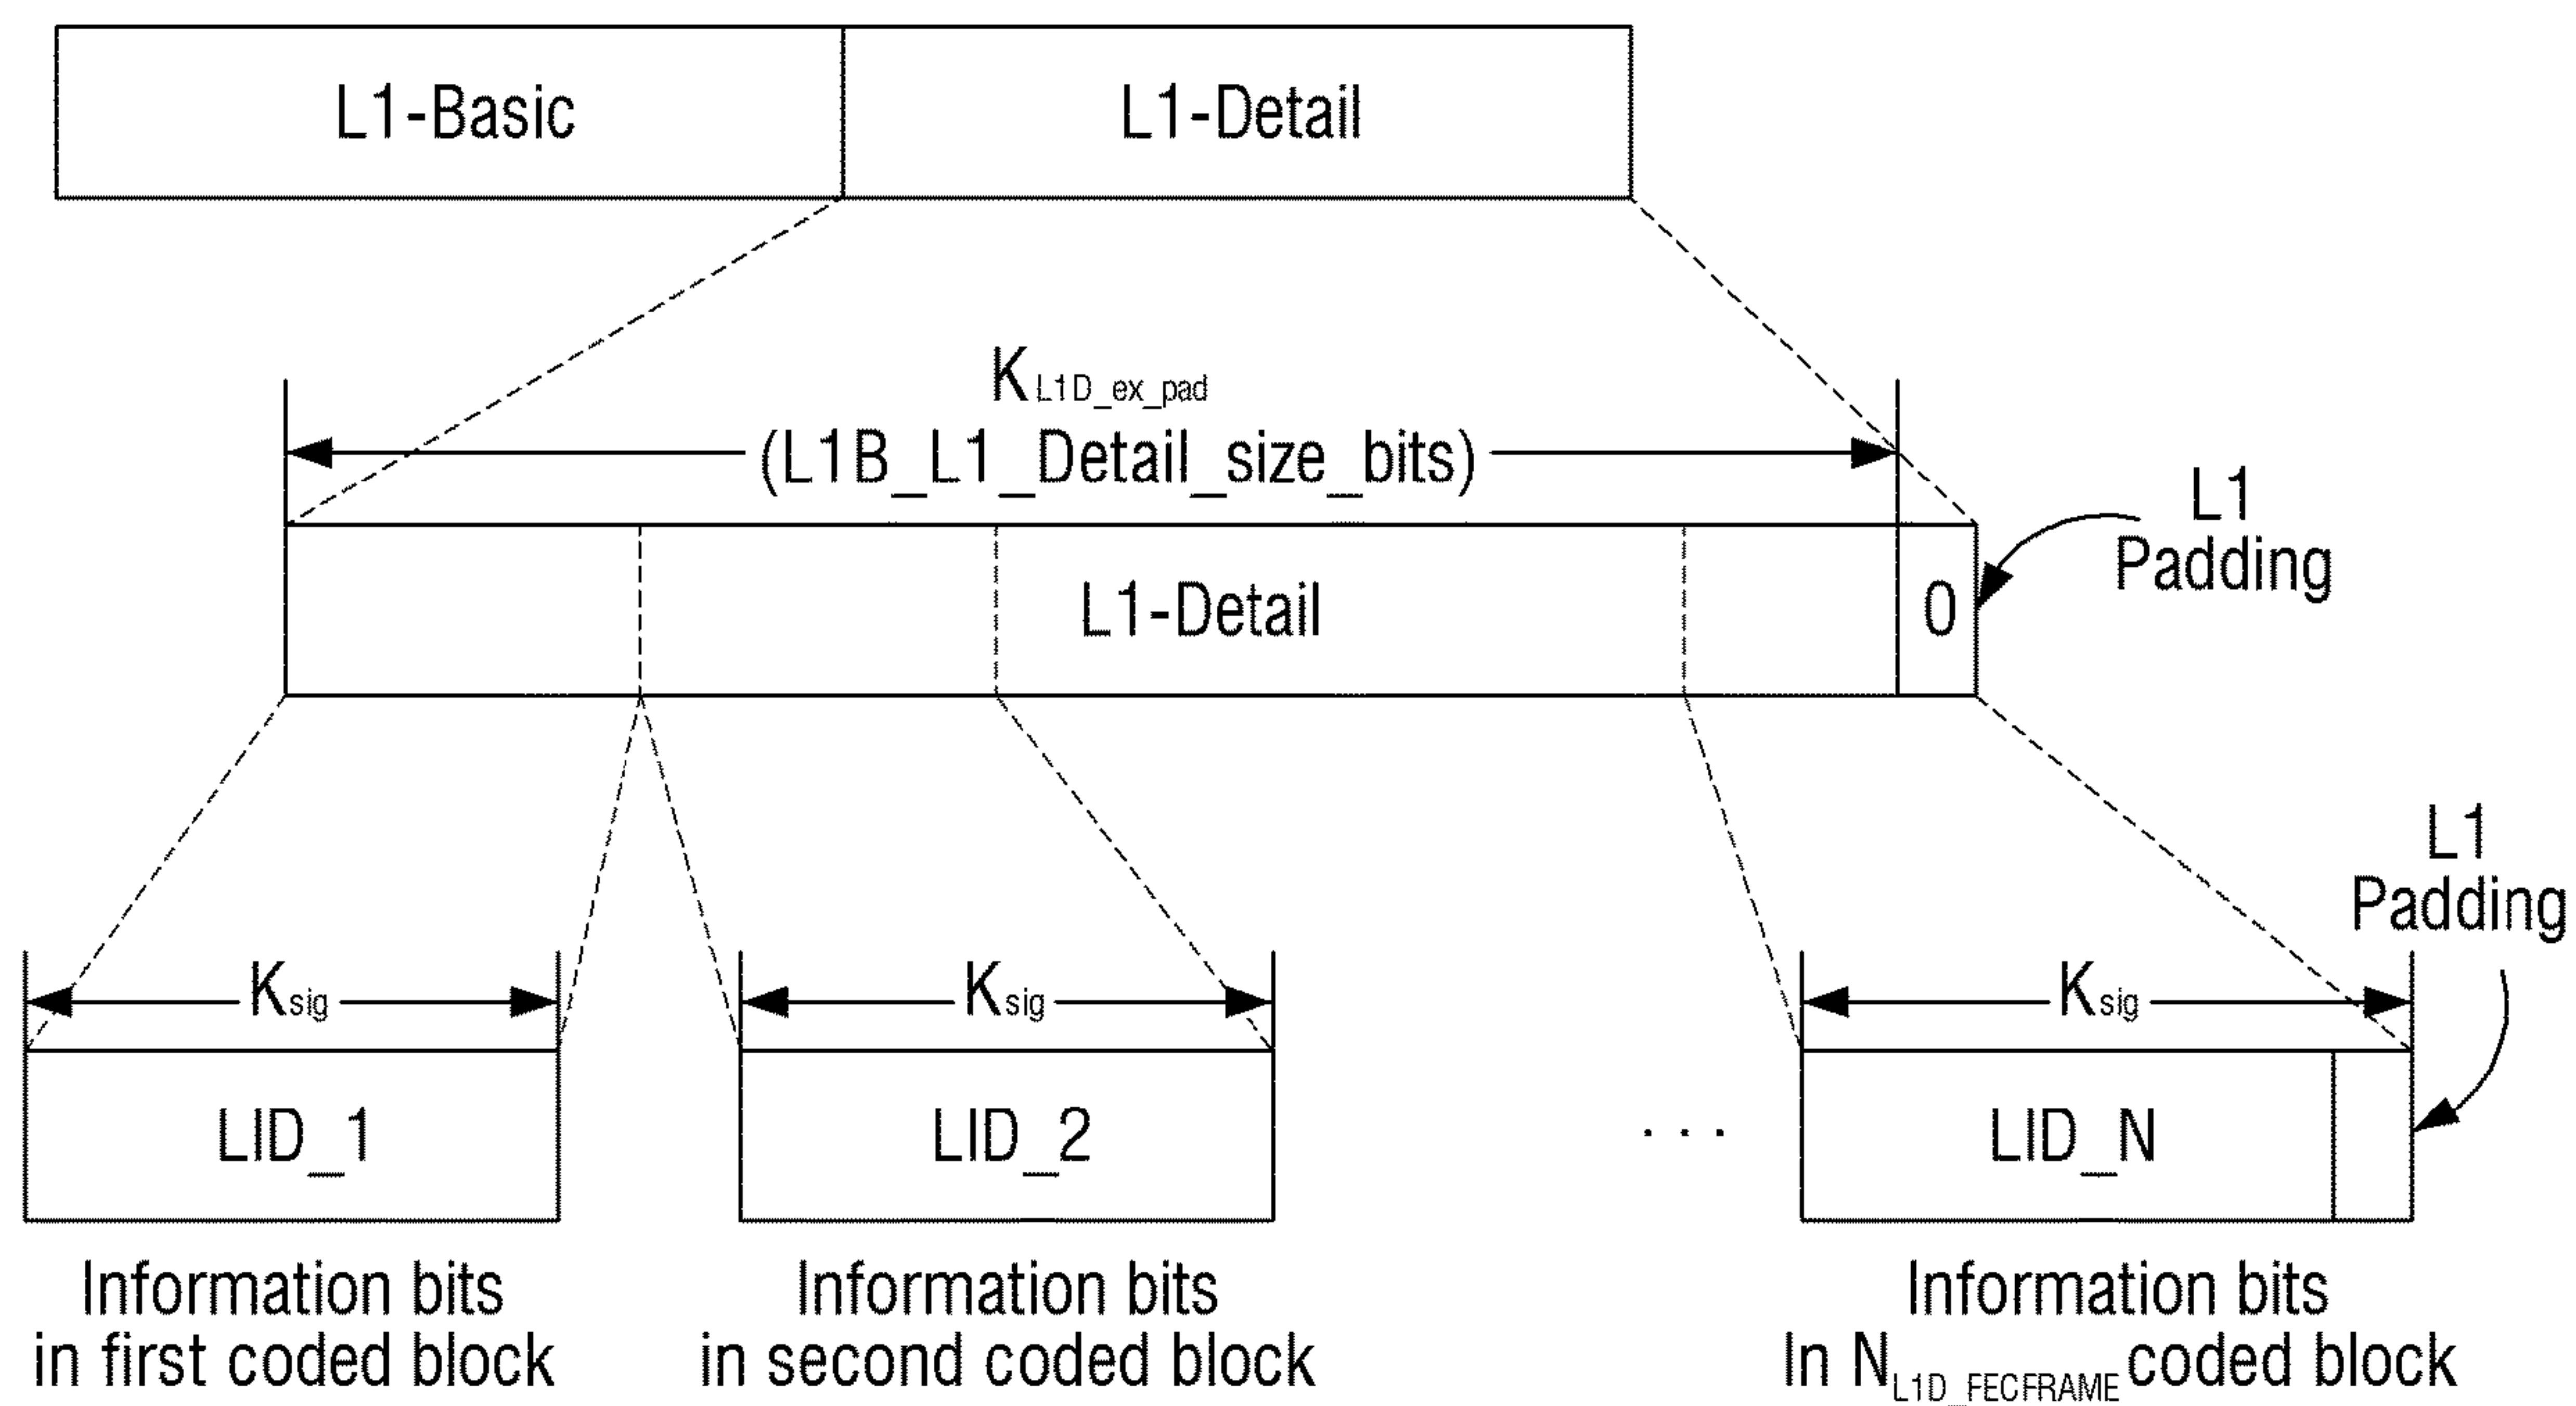 L1-Basic
L1-Detail
K L1D_ex_pad
(L1B_L1_Detail_size_bits)
L1
Padding
L1-Detail
0
L1
Padding
Ksig
Ksig
Ksig
LID_1
LID_2
. . .
LID_N
Information bits
in first coded block
Information bits
in second coded block
Information bits
In NL1D_FECFRAME coded block